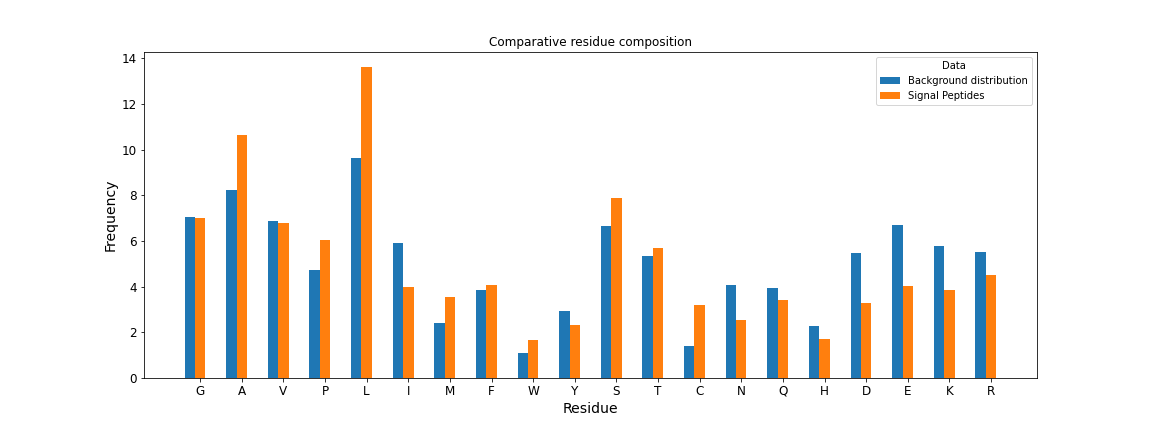 Comparative residue composition
14
12
10
8
6
4
2
0
Frequency
Data
Background distribution
Signal Peptides
G A V P L I M F W Y S T C N Q H D E K R
Residue